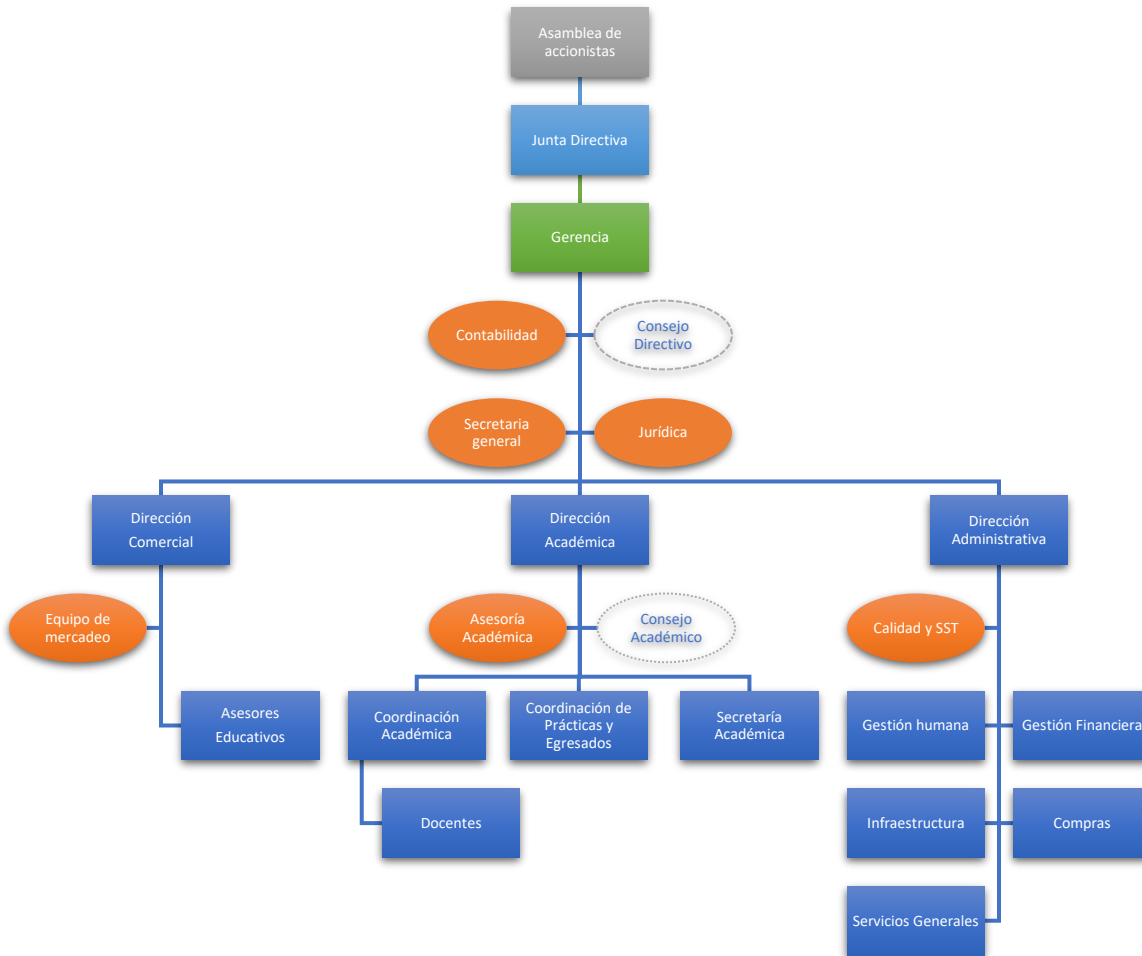 Asamblea de
accionistas
Junta Directiva
Gerencia
Contabilidad
Consejo
Directivo
Secretaria
general
Jurídica
Dirección
Comercial
Dirección
Académica
Dirección
Administrativa
Equipo de
mercadeo
Asesoría
Académica
Consejo
Académico
Calidad y SST
Asesores
Educativos
Coordinación
Académica
Coordinación de
Prácticas y
Egresados
Secretaría
Académica
Gestión humana
Gestión Financiera
Docentes
Infraestructura
Compras
Servicios Generales